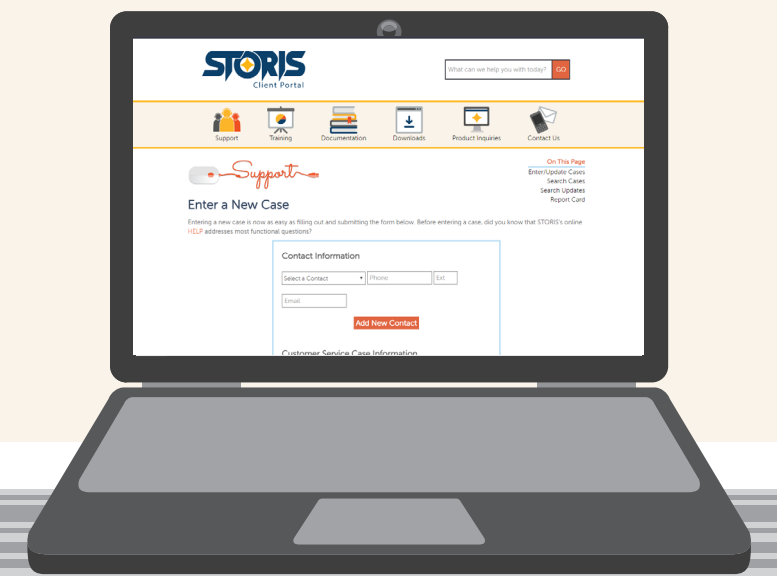 STORIS
Client Portal
What can we help you with today? GO
Support Training Documentation Downloads Product Inquiries Contact Us
Support
On This Page
Enter/Update Cases
Search Cases
Search Updates
Report Card
Enter a New Case
Entering a new case is now as easy as filling out and submitting the form below. Before entering a case, did you know that STORIS's online
HELP addresses most functional questions?
Contact Information
Select a Contact Phone Ext
Email
Add New Contact
Customer Service Case Information